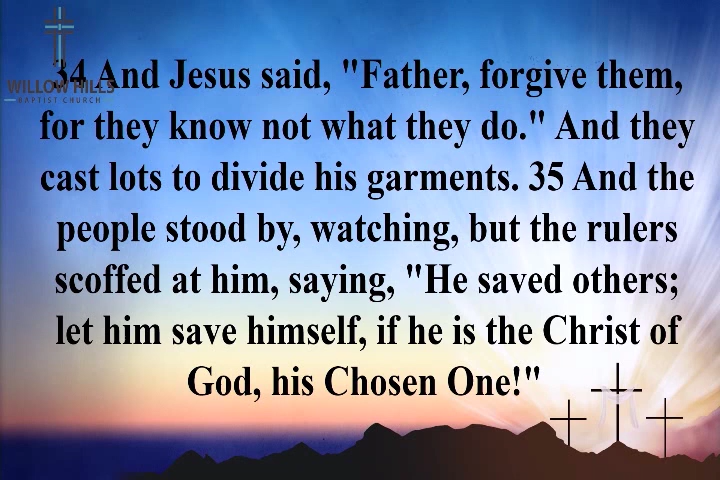 WILLOW HILLS
BAPTIST CHURCH
34 And Jesus said, "Father, forgive them,
for they know not what they do." And they
cast lots to divide his garments. 35 And the
people stood by, watching, but the rulers
scoffed at him, saying, "He saved others;
let him save himself, if he is the Christ of
God, his Chosen One!"